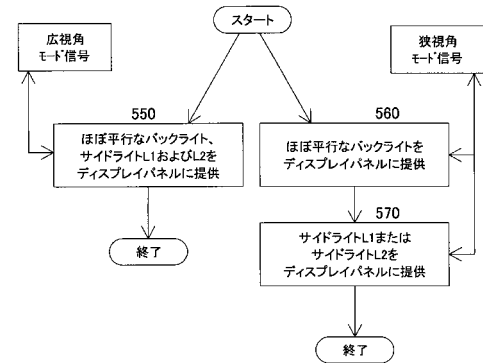 スタート
広視角
モード信号
狭視角
モード信号
550
ほぼ平行なバックライト、
サイドライトL1およびL2を
ディスプレイパネルに提供
終了
560
ほぼ平行なバックライトを
ディスプレイパネルに提供
570
サイドライトL1または
サイドライトL2を
ディスプレイパネルに提供
終了